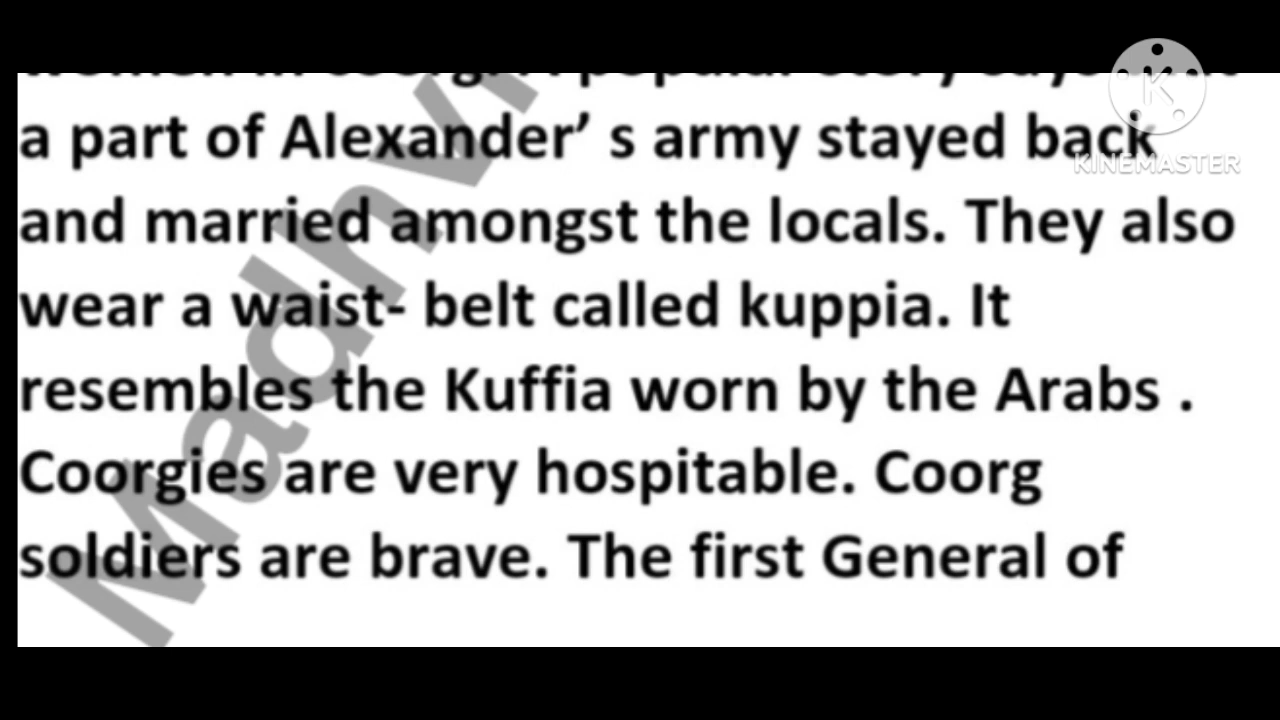 a part of Alexander’ s army stayed back
and married amongst the locals. They also
wear a waist- belt called kuppia. It
resembles the Kuffia worn by the Arabs .
Coorgies are very hospitable. Coorg
soldiers are brave. The first General of
KINEMASTER
Madhvi